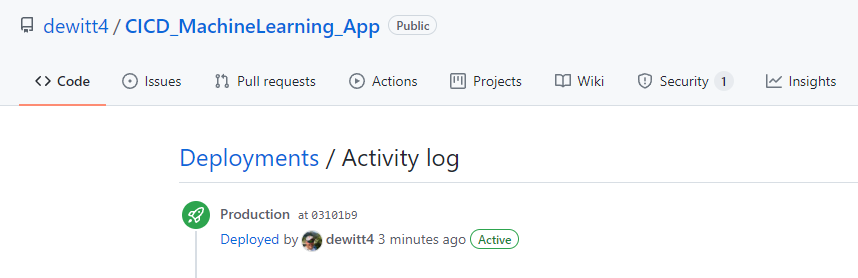 dewitt4 / CICD_MachineLearning_App Public
Code Issues Pull requests Actions Projects Wiki Security 1 Insights
Deployments / Activity log
Production at 03101b9
Deployed by dewitt4 3 minutes ago Active